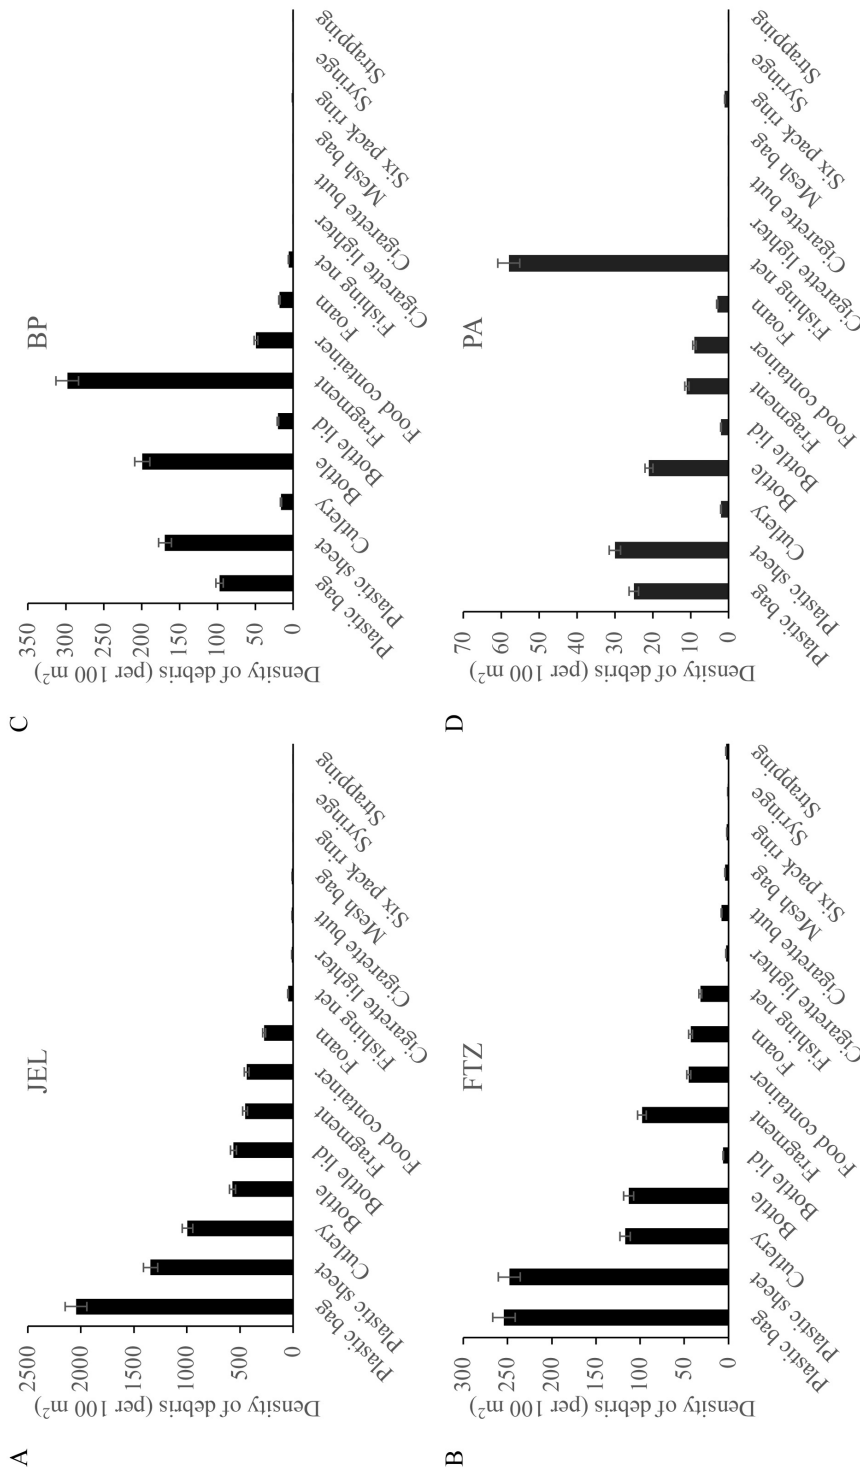 A
JEL
Density of debris (per 100 m²)
2500
2000
1500
1000
500
0
Plastic bag
Plastic sheet
Cutlery
Bottle
Bottle lid
Fragment
Food container
Foam
Fishing net
Cigarette lighter
Cigarette butt
Mesh bag
Six pack ring
Syringe
Strapping
B
FTZ
Density of debris (per 100 m²)
300
250
200
150
100
50
0
Plastic bag
Plastic sheet
Cutlery
Bottle
Bottle lid
Fragment
Food container
Foam
Fishing net
Cigarette lighter
Cigarette butt
Mesh bag
Six pack ring
Syringe
Strapping
C
BP
Density of debris (per 100 m²)
350
300
250
200
150
100
50
0
Plastic bag
Plastic sheet
Cutlery
Bottle
Bottle lid
Fragment
Food container
Foam
Fishing net
Cigarette lighter
Cigarette butt
Mesh bag
Six pack ring
Syringe
Strapping
D
PA
Density of debris (per 100 m²)
70
60
50
40
30
20
10
0
Plastic bag
Plastic sheet
Cutlery
Bottle
Bottle lid
Fragment
Food container
Foam
Fishing net
Cigarette lighter
Cigarette butt
Mesh bag
Six pack ring
Syringe
Strapping